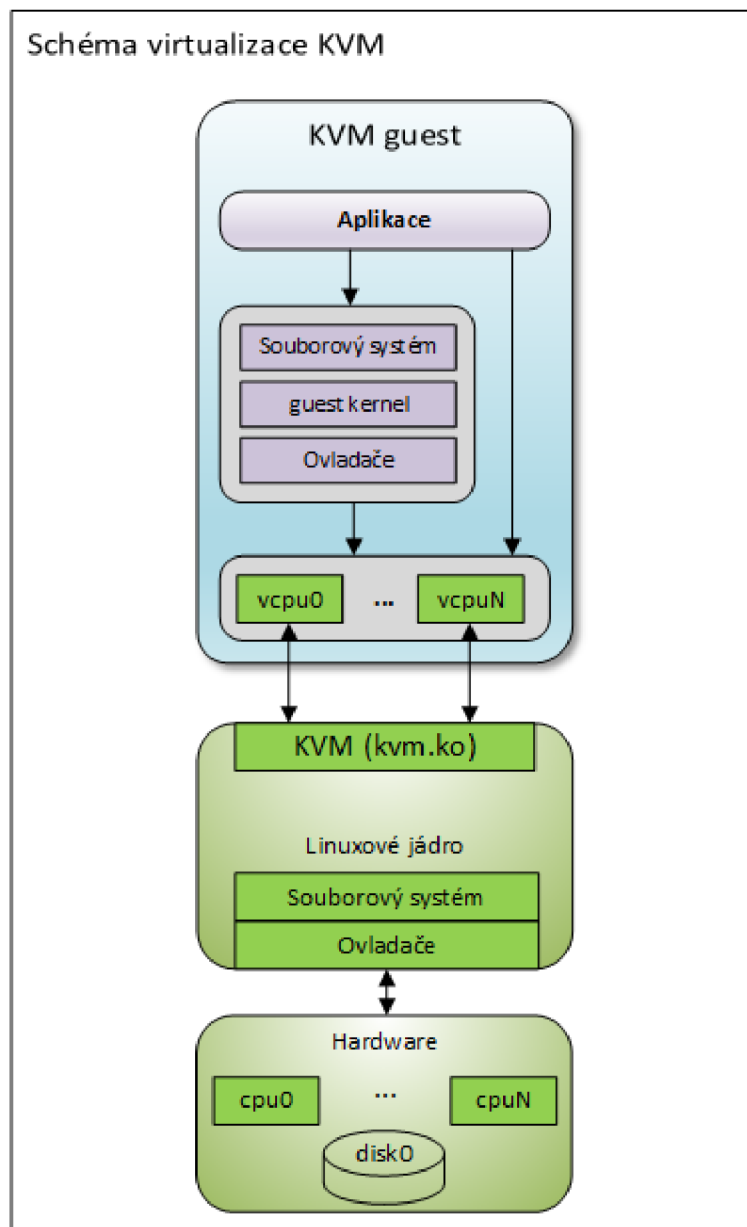 Schéma virtualizace KVM
KVM guest
Aplikace
Souborový systém
guest kernel
Ovladače
vcpu0 ... vcpuN
KVM (kvm.ko)
Linuxové jádro
Souborový systém
Ovladače
Hardware
cpu0 ... cpuN
disk0